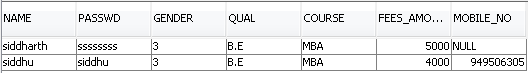 NAME PASSWD GENDER QUAL COURSE FEES_AMO... MOBILE_NO
siddharth ssssssss 3 B.E MBA 5000 NULL
siddhu siddhu 3 B.E MBA 4000 949506305